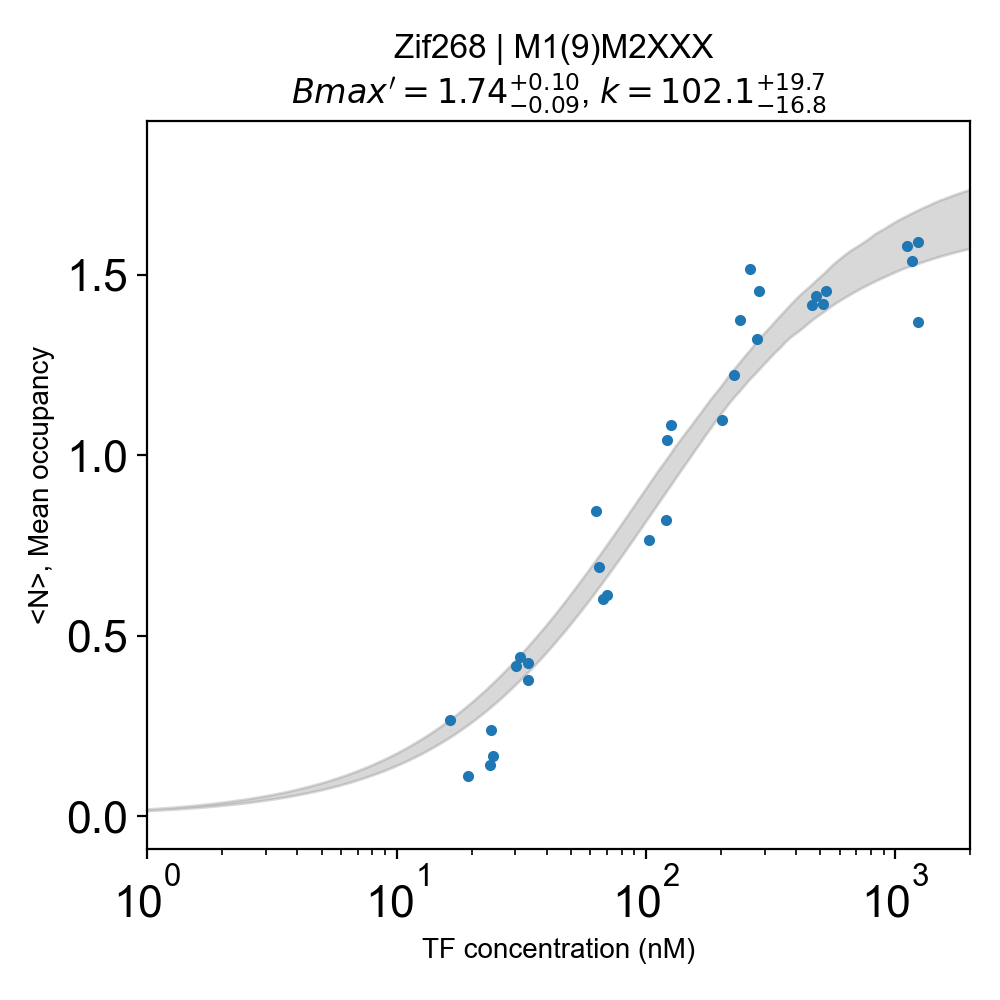 Zif268 | M1(9)M2XXX
Bmax′ = 1.74^{+0.10}_{−0.09}, k = 102.1^{+19.7}_{−16.8}
1.5
1.0
0.5
0.0
<N>, Mean occupancy
10^0 10^1 10^2 10^3
TF concentration (nM)